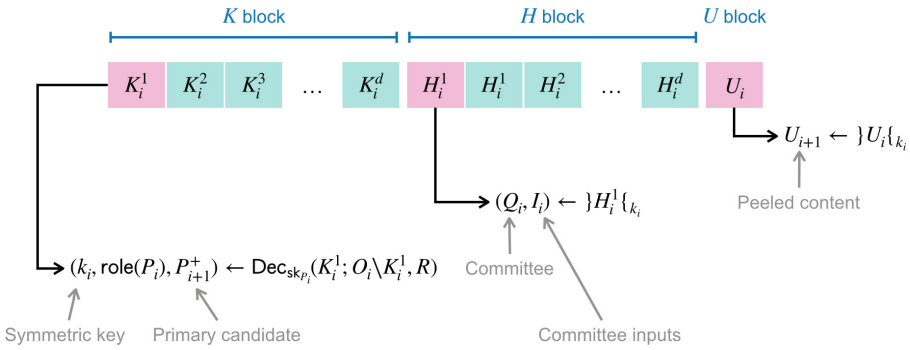 K block H block U block
K_i^1 K_i^2 K_i^3 … K_i^d H_i^1 H_i^1 H_i^2 … H_i^d U_i
U_{i+1} ← }U_i{_{k_i}
Peeled content
(Q_i, I_i) ← }H_i^1{_{k_i}
Committee
(k_i, role(P_i), P_{i+1}^+) ← Dec_{sk_{P_i}}(K_i^1; O_i\K_i^1, R)
Symmetric key Primary candidate Committee inputs